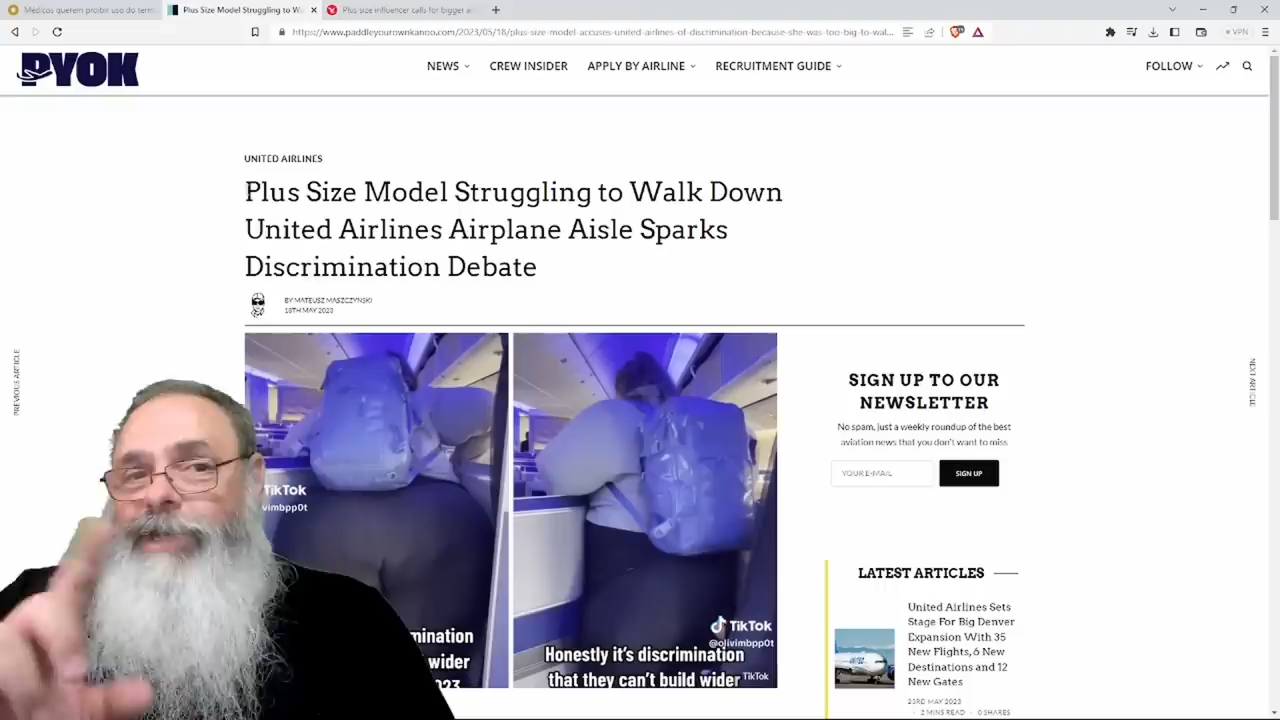 Médicos querem proibir uso do term
Plus Size Model Struggling to W
Plus size influencer calls for bigger
https://www.paddleyourownkanoo.com/2023/05/18/plus-size-model-accuses-united-airlines-of-discrimination-because-she-was-too-big-to-wal...
VPN
PYOK
NEWS
CREW INSIDER
APPLY BY AIRLINE
RECRUITMENT GUIDE
FOLLOW
UNITED AIRLINES
Plus Size Model Struggling to Walk Down
United Airlines Airplane Aisle Sparks
Discrimination Debate
BY MATEUSZ MASZCZYNSKI
18TH MAY 2023
PREVIOUS ARTICLE
TikTok
vimbpp0t
mination
wider
023
TikTok
@olivimbpp0t
Honestly it's discrimination
that they can't build wider
TikTok
SIGN UP TO OUR
NEWSLETTER
No spam, just a weekly roundup of the best
aviation news that you don't want to miss
YOUR E-MAIL
SIGN UP
NEXT ARTICLE
LATEST ARTICLES
United Airlines Sets
Stage For Big Denver
Expansion With 35
New Flights, 6 New
Destinations and 12
New Gates
23RD MAY 2023
2 MINS READ
0 SHARES